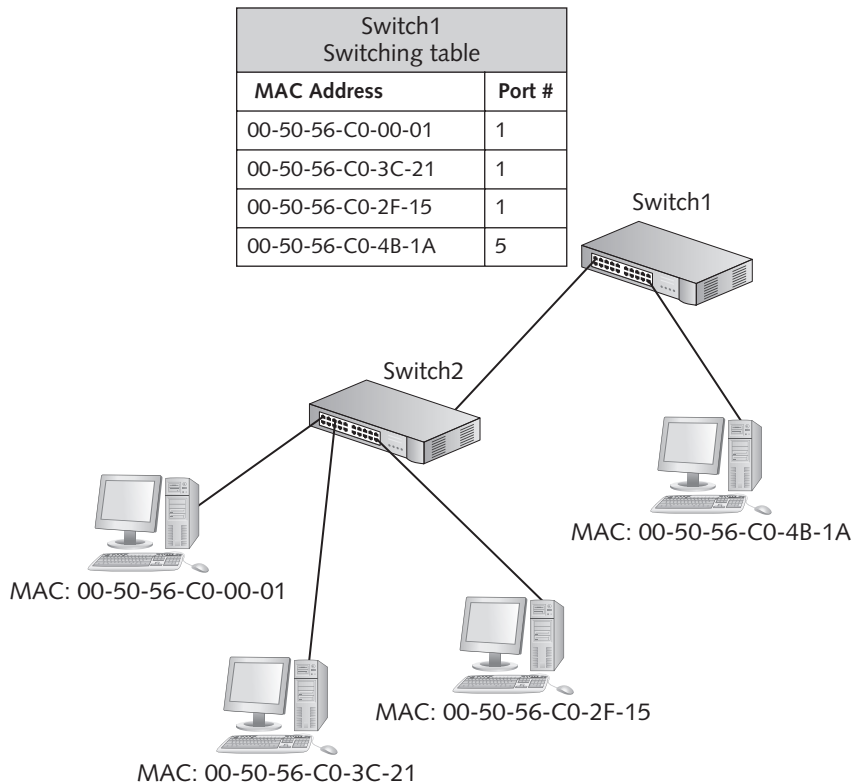 Switch1
Switching table
MAC Address Port #
00-50-56-C0-00-01 1
00-50-56-C0-3C-21 1
00-50-56-C0-2F-15 1
00-50-56-C0-4B-1A 5
Switch1
Switch2
MAC: 00-50-56-C0-4B-1A
MAC: 00-50-56-C0-00-01
MAC: 00-50-56-C0-2F-15
MAC: 00-50-56-C0-3C-21